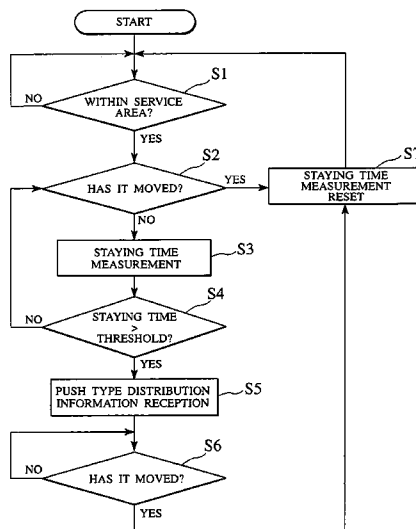 START
S1
WITHIN SERVICE
AREA?
NO
YES
S2
HAS IT MOVED?
YES
NO
S7
STAYING TIME
MEASUREMENT
RESET
S3
STAYING TIME
MEASUREMENT
S4
STAYING TIME
>
THRESHOLD?
NO
YES
S5
PUSH TYPE DISTRIBUTION
INFORMATION RECEPTION
S6
HAS IT MOVED?
NO
YES